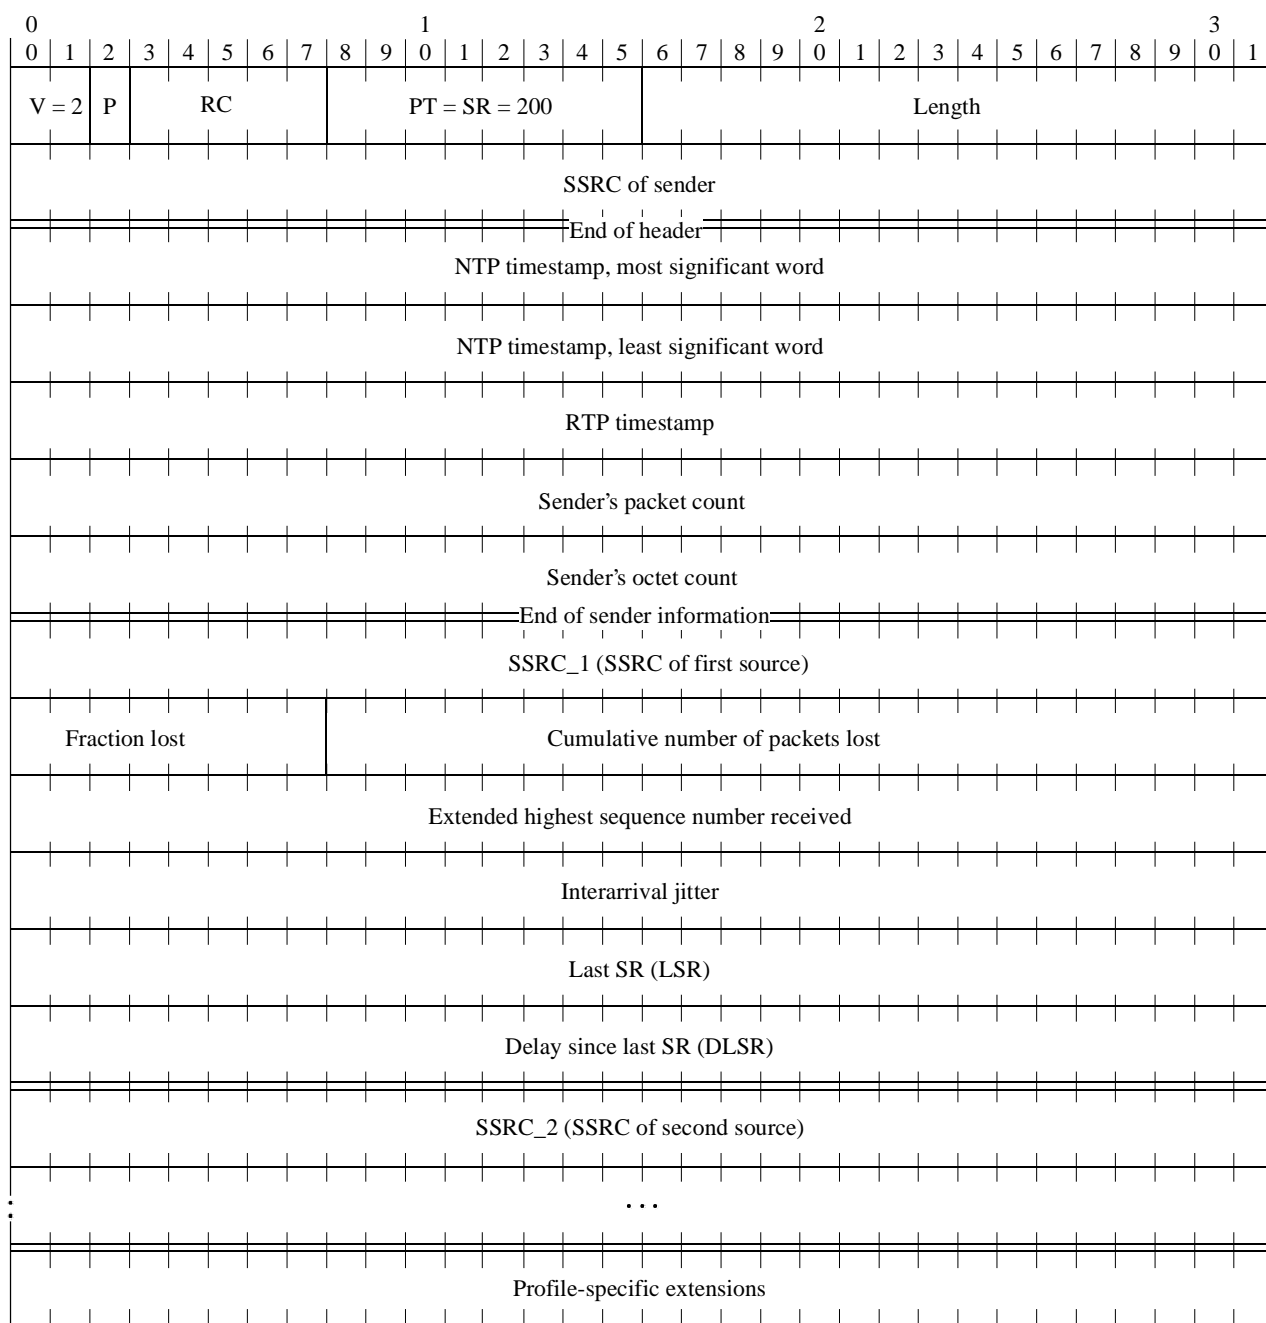 0 1 2 3
0 1 2 3 4 5 6 7 8 9 0 1 2 3 4 5 6 7 8 9 0 1 2 3 4 5 6 7 8 9 0 1
V = 2 P RC PT = SR = 200 Length
SSRC of sender
End of header
NTP timestamp, most significant word
NTP timestamp, least significant word
RTP timestamp
Sender’s packet count
Sender’s octet count
End of sender information
SSRC_1 (SSRC of first source)
Fraction lost Cumulative number of packets lost
Extended highest sequence number received
Interarrival jitter
Last SR (LSR)
Delay since last SR (DLSR)
SSRC_2 (SSRC of second source)
: . . .
Profile-specific extensions